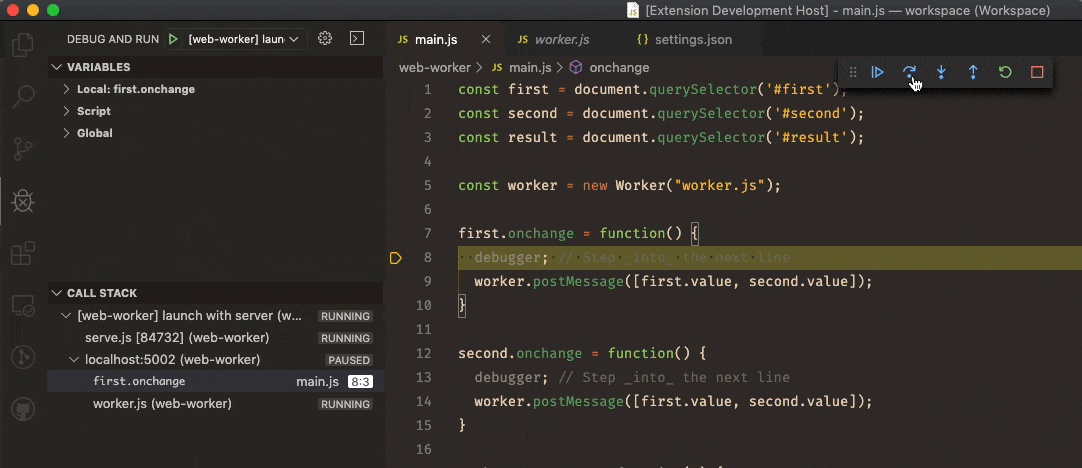 [Extension Development Host] - main.js — workspace (Workspace)
DEBUG AND RUN [web-worker] laun
VARIABLES
Local: first.onchange
Script
Global
CALL STACK
[web-worker] launch with server (w... RUNNING
serve.js [84732] (web-worker) RUNNING
localhost:5002 (web-worker) PAUSED
first.onchange main.js 8:3
worker.js (web-worker) RUNNING
JS main.js JS worker.js {} settings.json
web-worker > JS main.js > onchange
1 const first = document.querySelector('#first');
2 const second = document.querySelector('#second');
3 const result = document.querySelector('#result');
4
5 const worker = new Worker("worker.js");
6
7 first.onchange = function() {
8 debugger; // Step _into_ the next line
9 worker.postMessage([first.value, second.value]);
10 }
11
12 second.onchange = function() {
13 debugger; // Step _into_ the next line
14 worker.postMessage([first.value, second.value]);
15 }
16